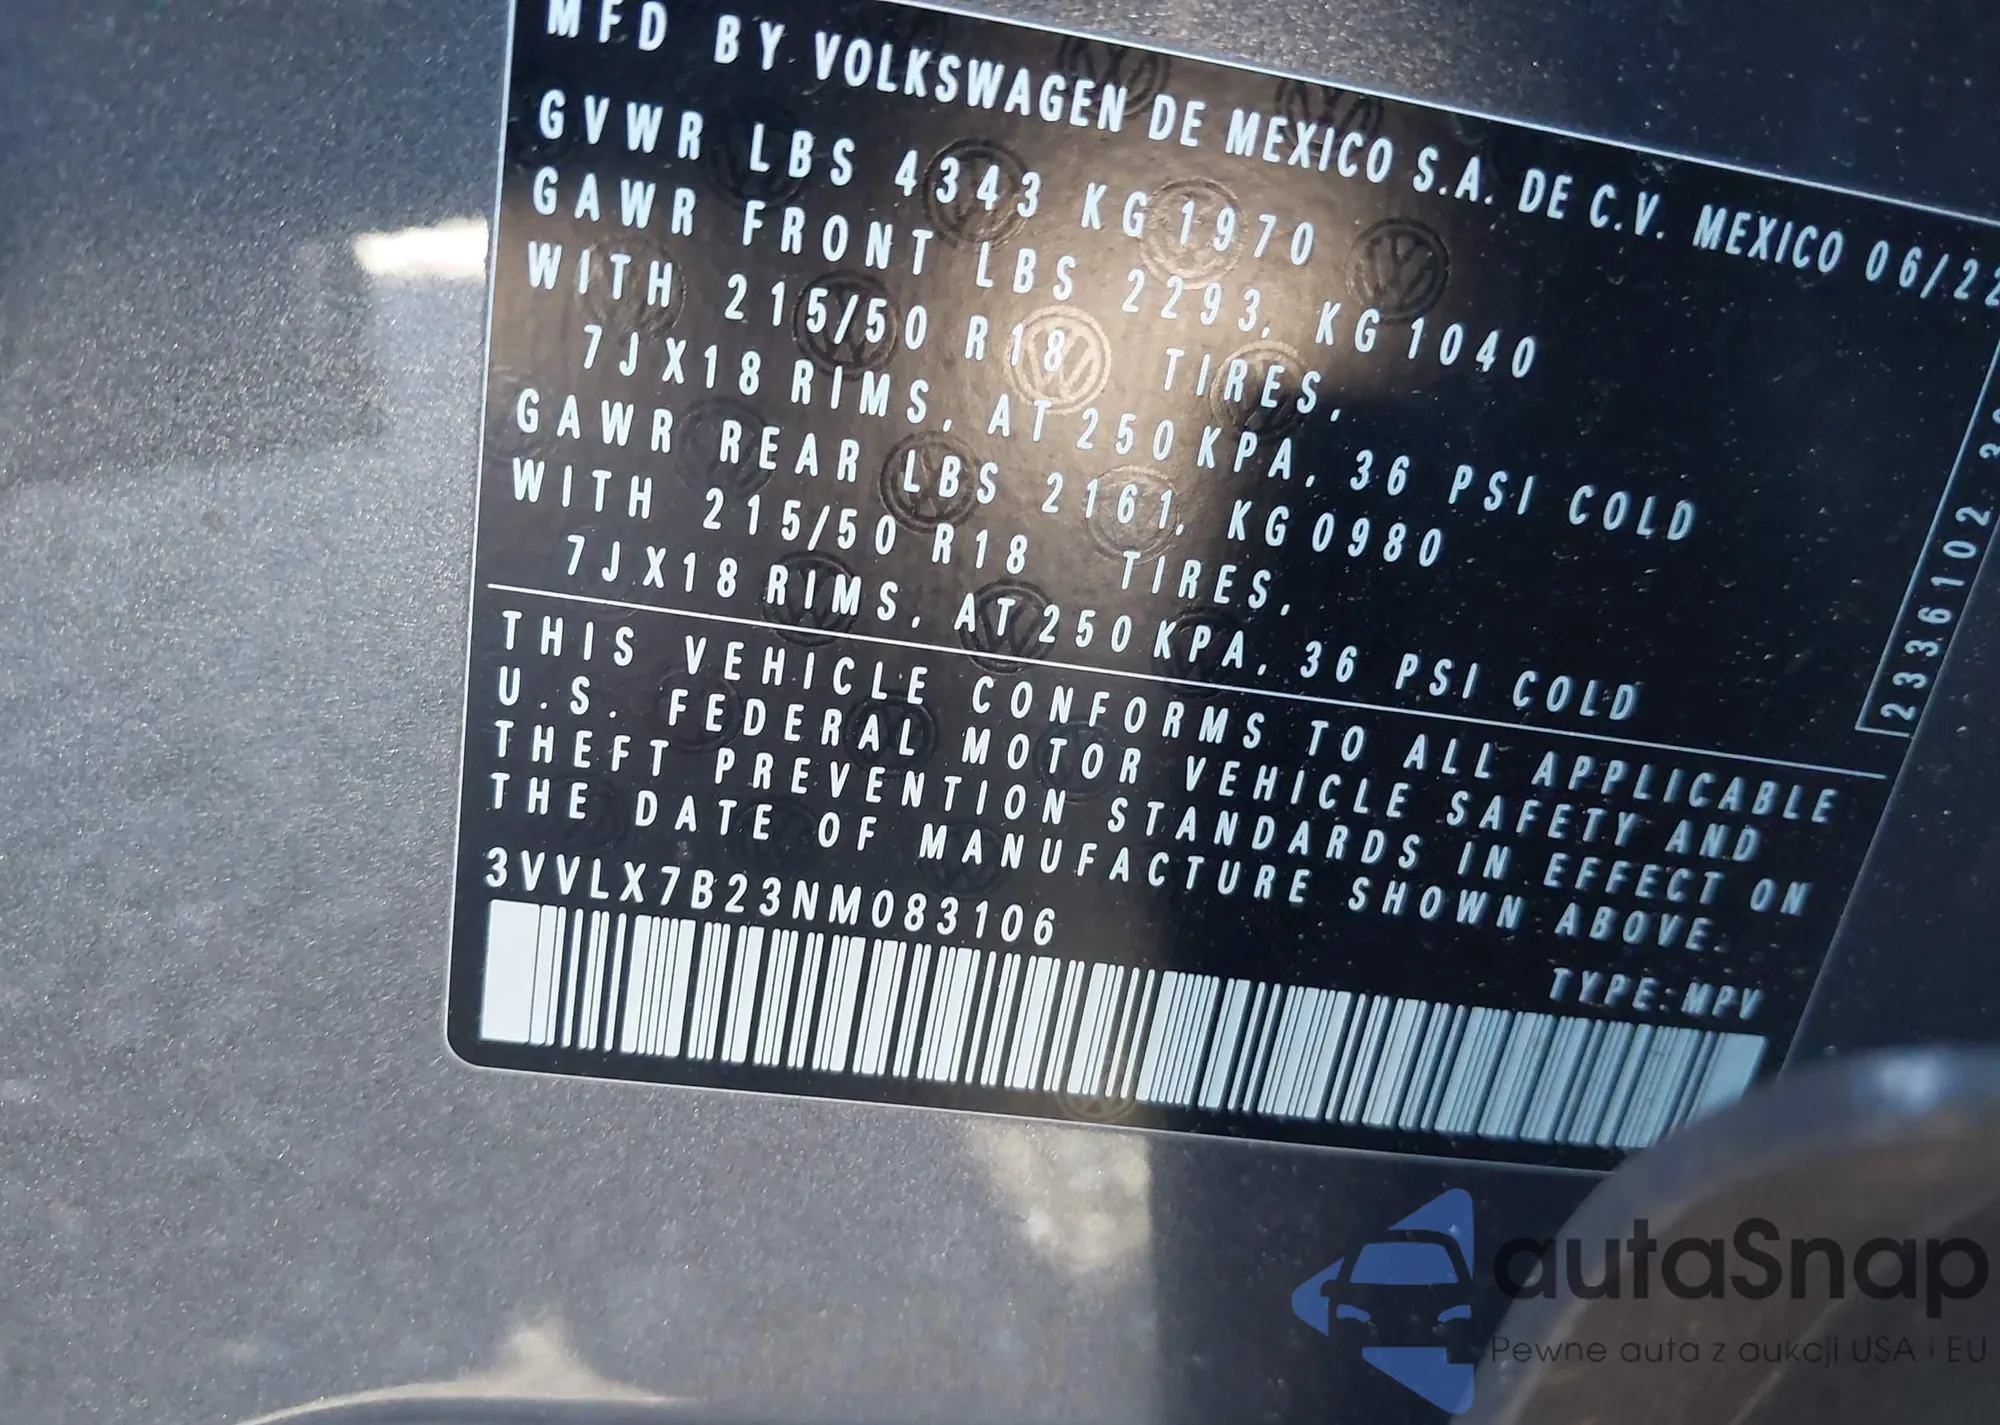 MFD BY VOLKSWAGEN DE MEXICO S.A. DE C.V. MEXICO 06/22
GVWR LBS 4343 KG 1970
GAWR FRONT LBS 2293, KG 1040
WITH 215/50 R18 TIRES,
7JX18 RIMS, AT 250 KPA, 36 PSI COLD
GAWR REAR LBS 2161, KG 0980
WITH 215/50 R18 TIRES,
7JX18 RIMS, AT 250 KPA, 36 PSI COLD
2336102
THIS VEHICLE CONFORMS TO ALL APPLICABLE
U.S. FEDERAL MOTOR VEHICLE SAFETY AND
THEFT PREVENTION STANDARDS IN EFFECT ON
THE DATE OF MANUFACTURE SHOWN ABOVE.
3VVLX7B23NM083106
TYPE:MPV
autaSnap
Pewne auta z aukcji USA i EU